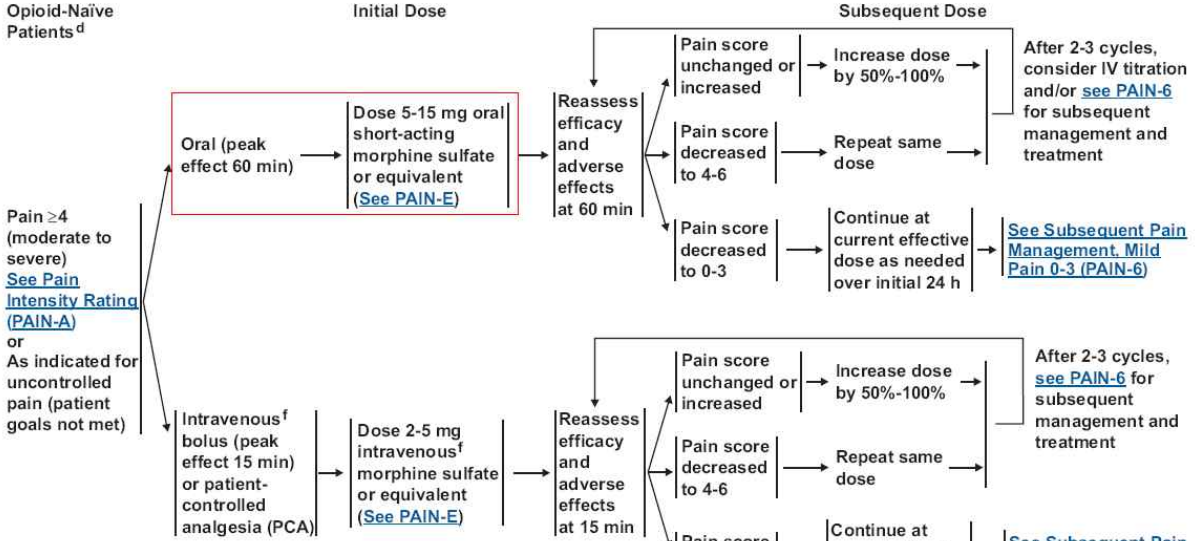 Opioid-Naïve
Patients d
Initial Dose
Subsequent Dose
Pain ≥4
(moderate to
severe)
See Pain
Intensity Rating
(PAIN-A)
or
As indicated for
uncontrolled
pain (patient
goals not met)
Oral (peak
effect 60 min)
Dose 5-15 mg oral
short-acting
morphine sulfate
or equivalent
(See PAIN-E)
Reassess
efficacy
and
adverse
effects
at 60 min
Pain score
unchanged or
increased
Increase dose
by 50%-100%
Pain score
decreased
to 4-6
Repeat same
dose
After 2-3 cycles,
consider IV titration
and/or see PAIN-6
for subsequent
management and
treatment
Pain score
decreased
to 0-3
Continue at
current effective
dose as needed
over initial 24 h
See Subsequent Pain
Management, Mild
Pain 0-3 (PAIN-6)
Intravenous f
bolus (peak
effect 15 min)
or patient-
controlled
analgesia (PCA)
Dose 2-5 mg
intravenous f
morphine sulfate
or equivalent
(See PAIN-E)
Reassess
efficacy
and
adverse
effects
at 15 min
Pain score
unchanged or
increased
Increase dose
by 50%-100%
Pain score
decreased
to 4-6
Repeat same
dose
After 2-3 cycles,
see PAIN-6 for
subsequent
management and
treatment
Pain score
Continue at
See Subsequent Pain